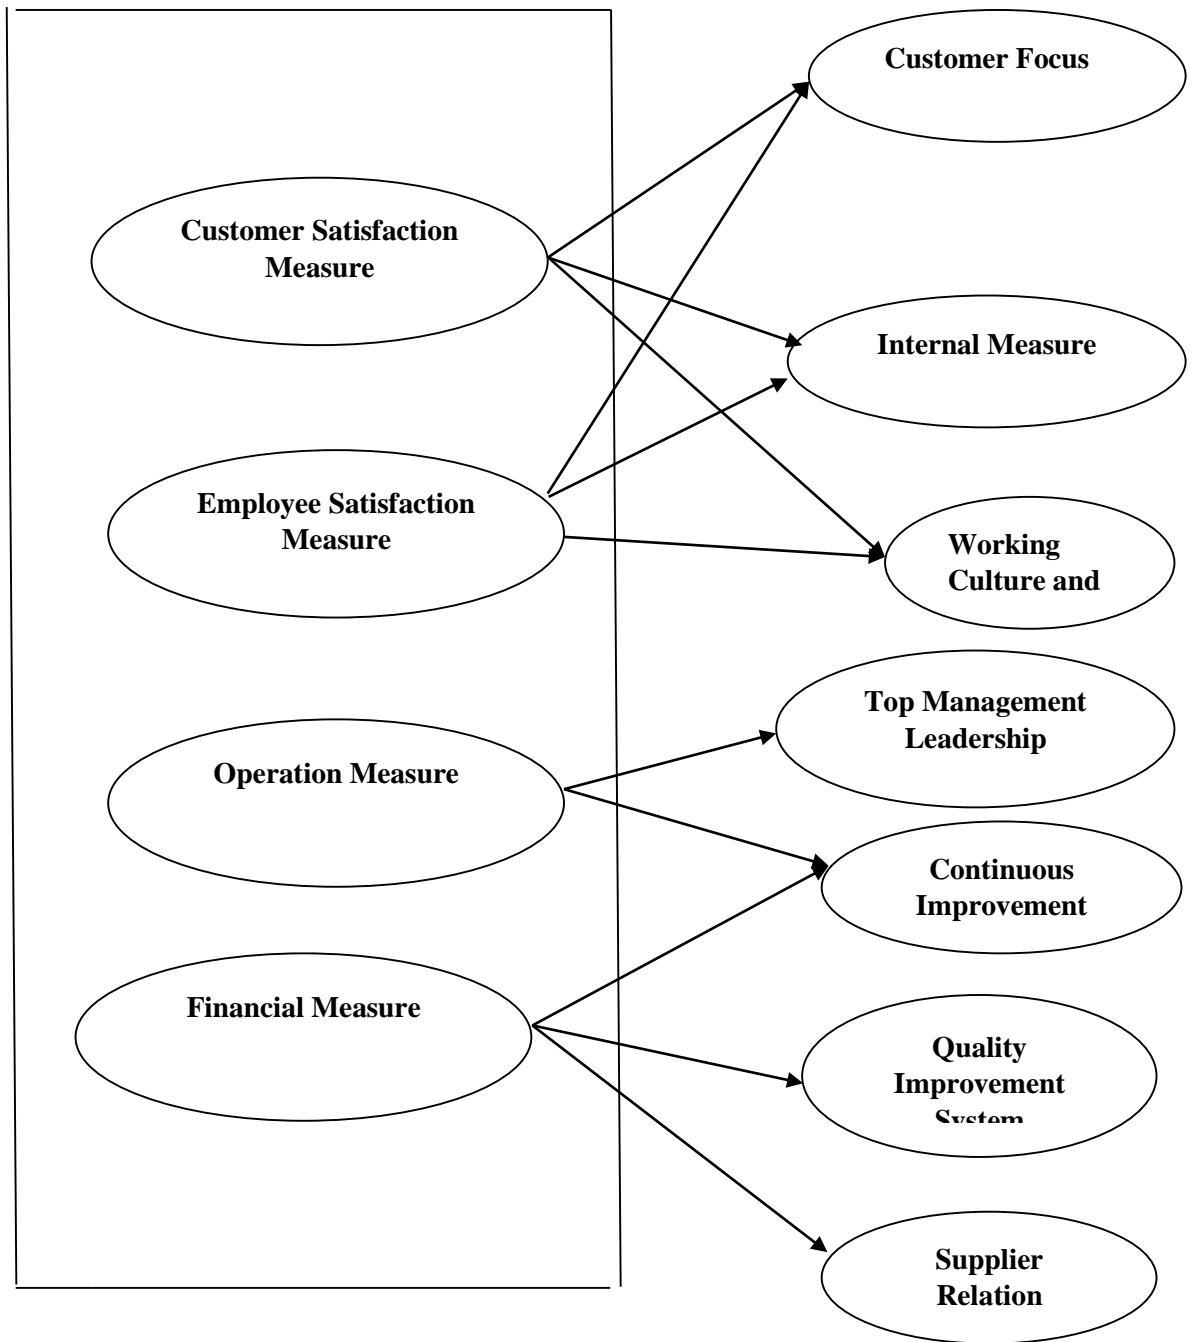 Customer Focus
Customer Satisfaction
Measure
Internal Measure
Employee Satisfaction
Measure
Working
Culture and
Top Management
Leadership
Operation Measure
Continuous
Improvement
Financial Measure
Quality
Improvement
System
Supplier
Relation